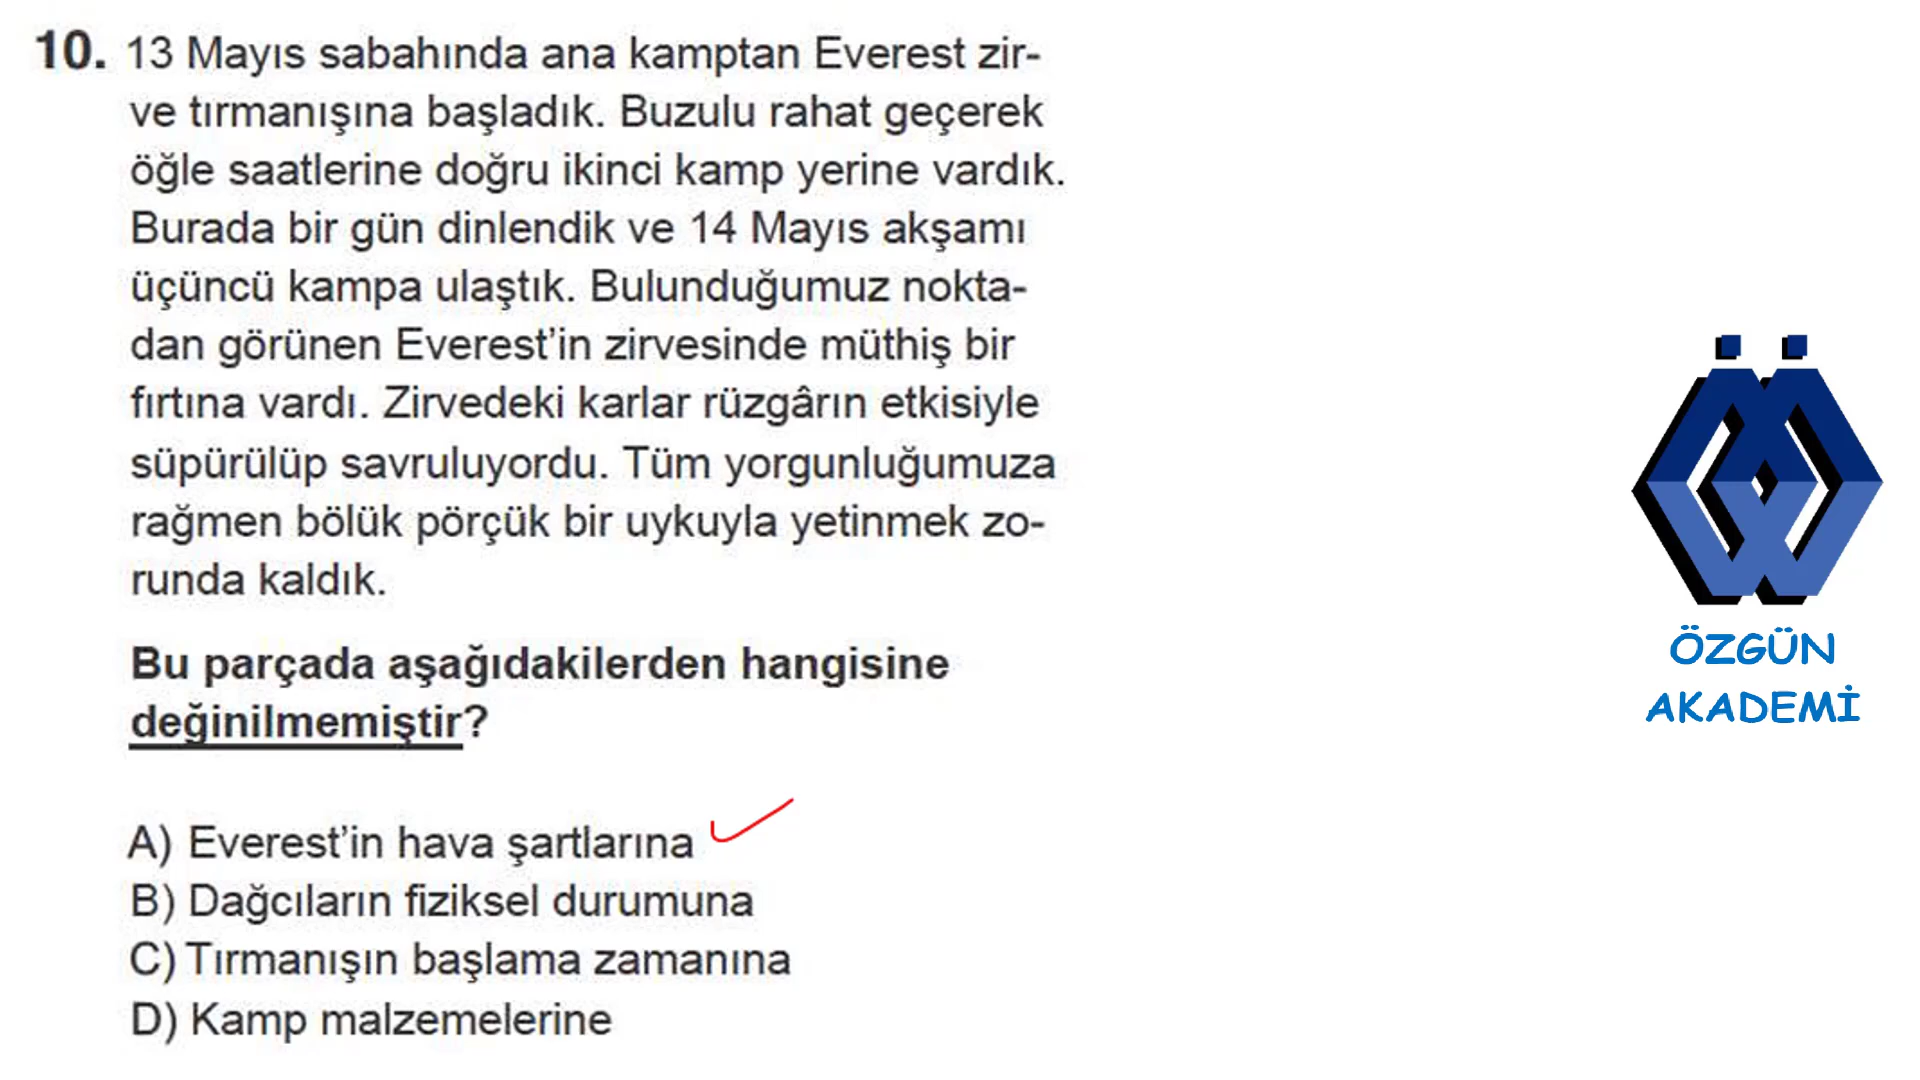 10. 13 Mayıs sabahında ana kamptan Everest zir-
ve tırmanışına başladık. Buzulu rahat geçerek
öğle saatlerine doğru ikinci kamp yerine vardık.
Burada bir gün dinlendik ve 14 Mayıs akşamı
üçüncü kampa ulaştık. Bulunduğumuz nokta-
dan görünen Everest’in zirvesinde müthiş bir
fırtına vardı. Zirvedeki karlar rüzgârın etkisiyle
süpürülüp savruluyordu. Tüm yorgunluğumuza
rağmen bölük pörçük bir uykuyla yetinmek zo-
runda kaldık.
Bu parçada aşağıdakilerden hangisine
değinilmemiştir?
A) Everest’in hava şartlarına
B) Dağcıların fiziksel durumuna
C) Tırmanışın başlama zamanına
D) Kamp malzemelerine
ÖZGÜN
AKADEMİ